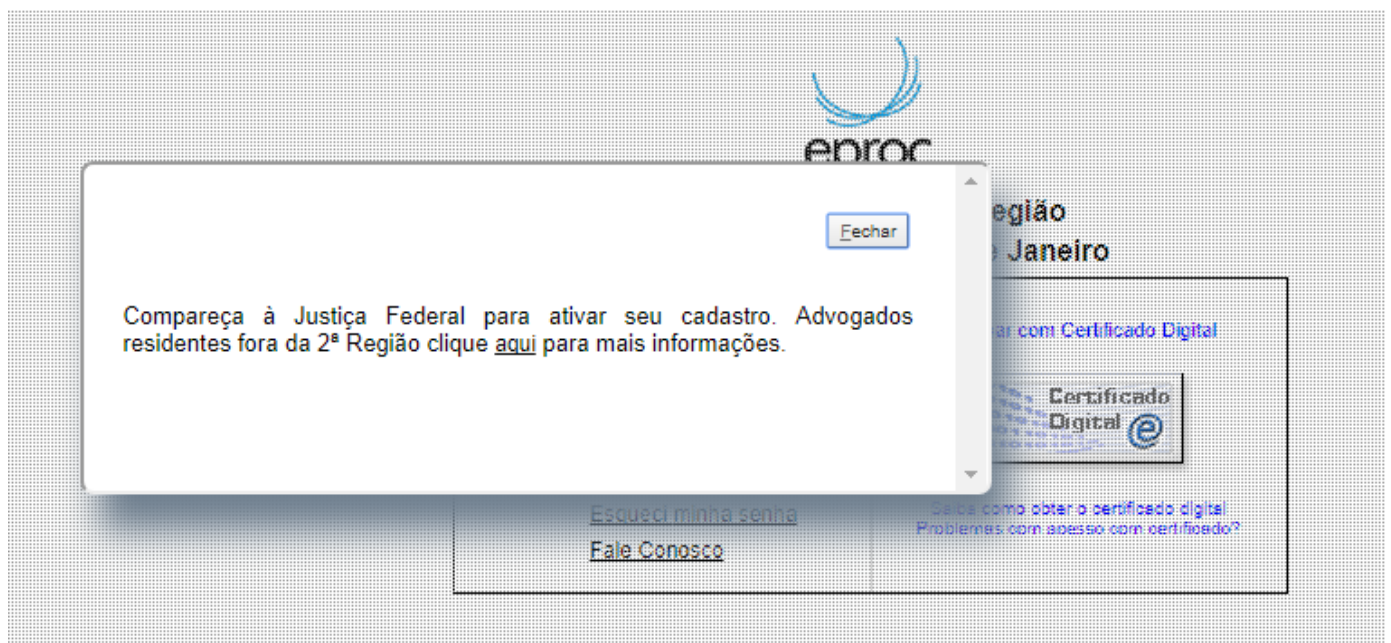 eproc
Fechar
egião
Janeiro
Compareça à Justiça Federal para ativar seu cadastro. Advogados
residentes fora da 2ª Região clique aqui para mais informações.
ar com Certificado Digital
Certificado
Digital
Esqueci minha senha
Saiba como obter o certificado digital
Problemas com acesso com certificado?
Fale Conosco